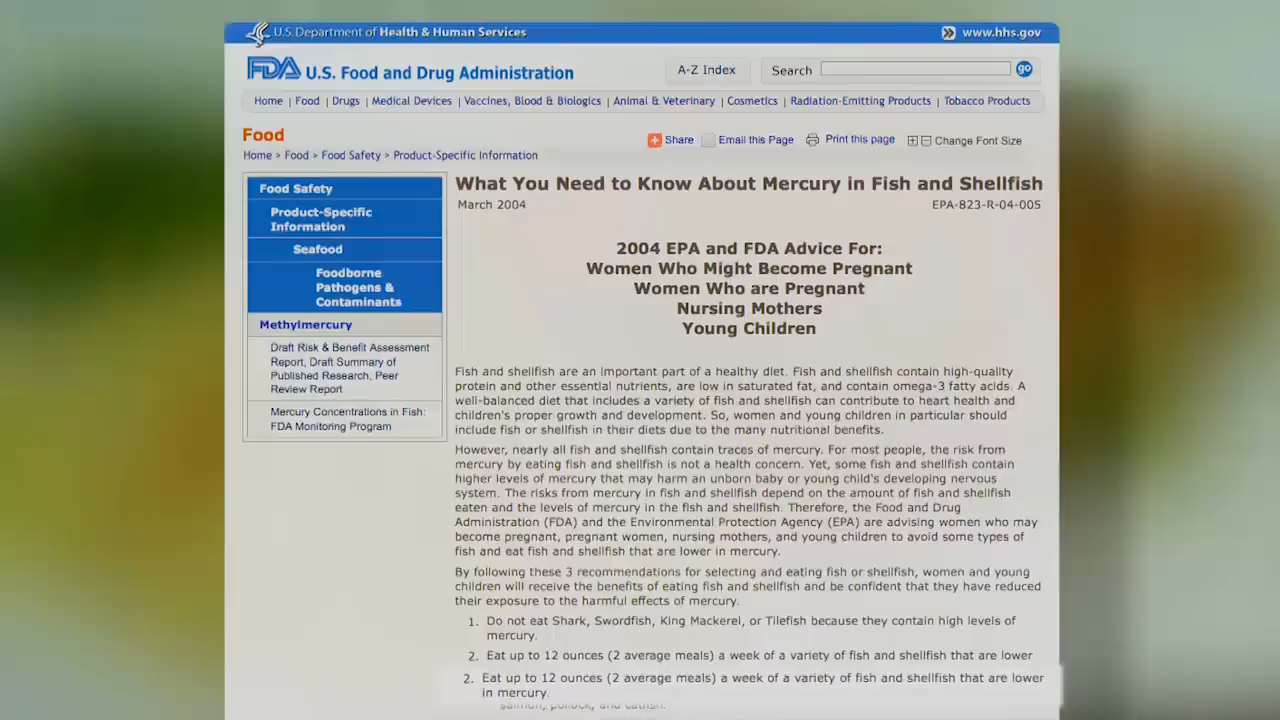 U.S. Department of Health & Human Services
www.hhs.gov
FDA U.S. Food and Drug Administration
A-Z Index
Search
go
Home | Food | Drugs | Medical Devices | Vaccines, Blood & Biologics | Animal & Veterinary | Cosmetics | Radiation-Emitting Products | Tobacco Products
Food
Share
Email this Page
Print this page
Change Font Size
Home > Food > Food Safety > Product-Specific Information
Food Safety
Product-Specific
Information
Seafood
Foodborne
Pathogens &
Contaminants
Methylmercury
Draft Risk & Benefit Assessment
Report, Draft Summary of
Published Research, Peer
Review Report
Mercury Concentrations in Fish:
FDA Monitoring Program
What You Need to Know About Mercury in Fish and Shellfish
March 2004
EPA-823-R-04-005
2004 EPA and FDA Advice For:
Women Who Might Become Pregnant
Women Who are Pregnant
Nursing Mothers
Young Children
Fish and shellfish are an important part of a healthy diet. Fish and shellfish contain high-quality
protein and other essential nutrients, are low in saturated fat, and contain omega-3 fatty acids. A
well-balanced diet that includes a variety of fish and shellfish can contribute to heart health and
children's proper growth and development. So, women and young children in particular should
include fish or shellfish in their diets due to the many nutritional benefits.
However, nearly all fish and shellfish contain traces of mercury. For most people, the risk from
mercury by eating fish and shellfish is not a health concern. Yet, some fish and shellfish contain
higher levels of mercury that may harm an unborn baby or young child's developing nervous
system. The risks from mercury in fish and shellfish depend on the amount of fish and shellfish
eaten and the levels of mercury in the fish and shellfish. Therefore, the Food and Drug
Administration (FDA) and the Environmental Protection Agency (EPA) are advising women who may
become pregnant, pregnant women, nursing mothers, and young children to avoid some types of
fish and eat fish and shellfish that are lower in mercury.
By following these 3 recommendations for selecting and eating fish or shellfish, women and young
children will receive the benefits of eating fish and shellfish and be confident that they have reduced
their exposure to the harmful effects of mercury.
1. Do not eat Shark, Swordfish, King Mackerel, or Tilefish because they contain high levels of
mercury.
2. Eat up to 12 ounces (2 average meals) a week of a variety of fish and shellfish that are lower
2. Eat up to 12 ounces (2 average meals) a week of a variety of fish and shellfish that are lower
in mercury.
salmon, pollock, and catfish.